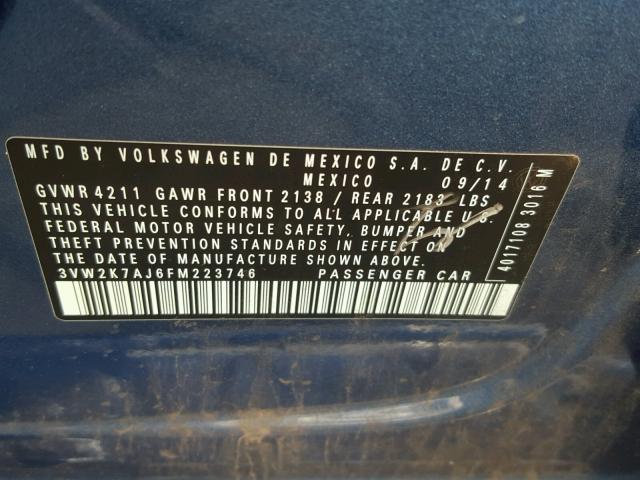 MFD BY VOLKSWAGEN DE MEXICO S.A. DE C.V.
MEXICO 09/14
GVWR 4211 GAWR FRONT 2138 / REAR 2183 LBS
THIS VEHICLE CONFORMS TO ALL APPLICABLE U.S.
FEDERAL MOTOR VEHICLE SAFETY, BUMPER AND
THEFT PREVENTION STANDARDS IN EFFECT ON
THE DATE OF MANUFACTURE SHOWN ABOVE.
3VW2K7AJ6FM223746 PASSENGER CAR
4017108 3016 M